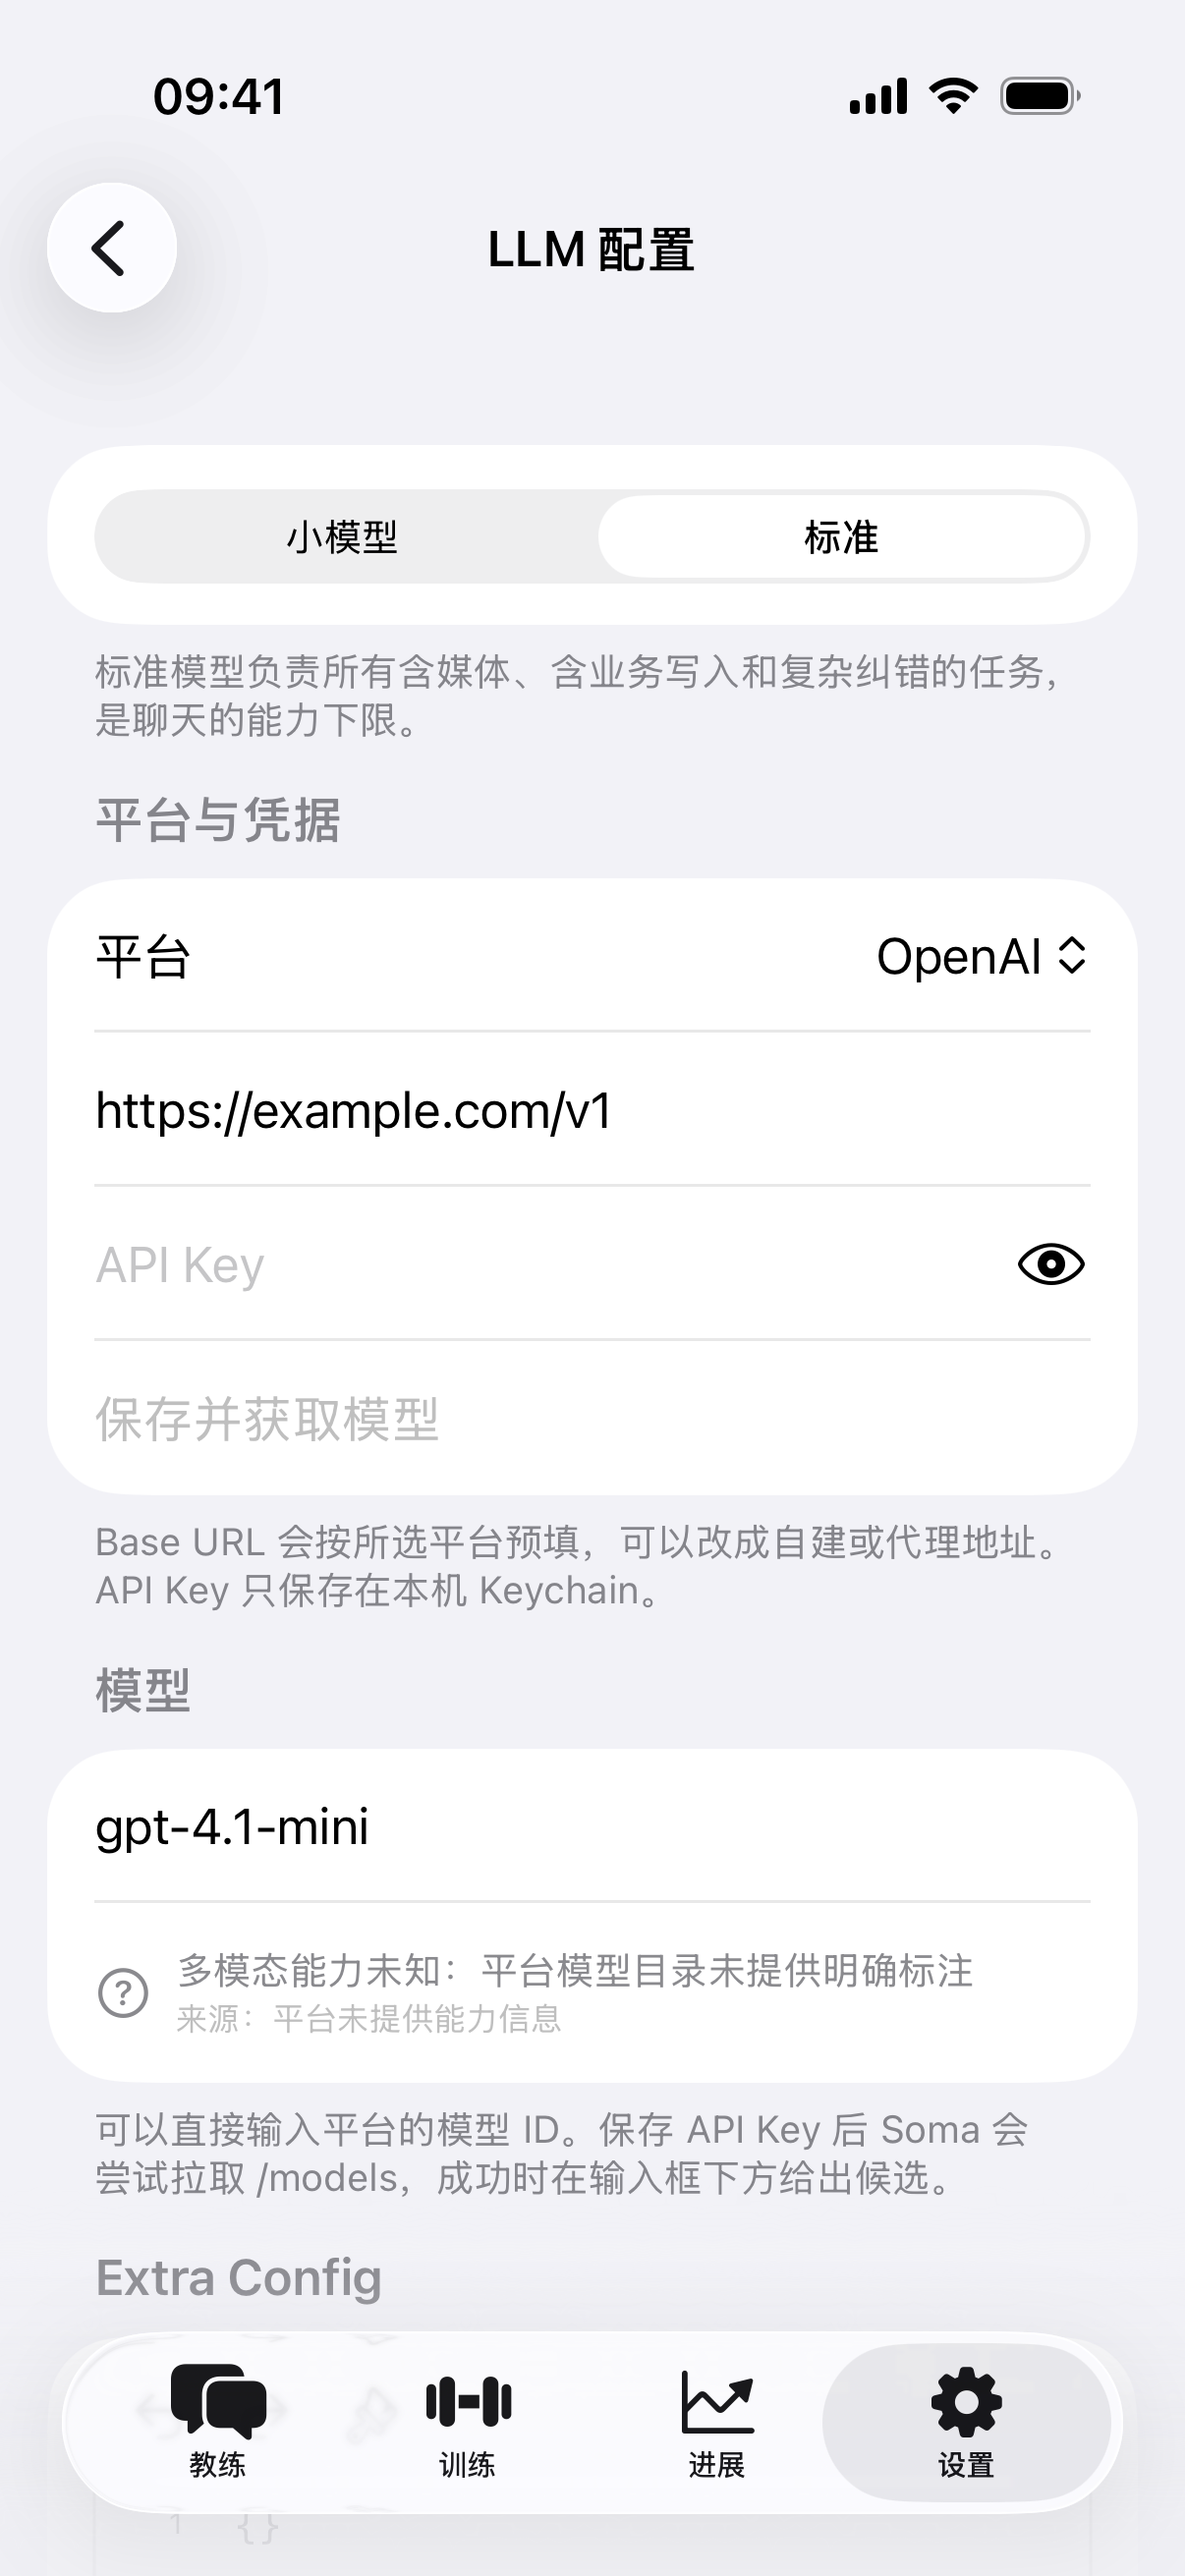 09:41
LLM 配置
小模型
标准
标准模型负责所有含媒体、含业务写入和复杂纠错的任务，
是聊天的能力下限。
平台与凭据
平台
OpenAI
https://example.com/v1
API Key
保存并获取模型
Base URL 会按所选平台预填，可以改成自建或代理地址。
API Key 只保存在本机 Keychain。
模型
gpt-4.1-mini
多模态能力未知：平台模型目录未提供明确标注
来源：平台未提供能力信息
可以直接输入平台的模型 ID。保存 API Key 后 Soma 会
尝试拉取 /models，成功时在输入框下方给出候选。
Extra Config
教练
训练
进展
设置
1 {}